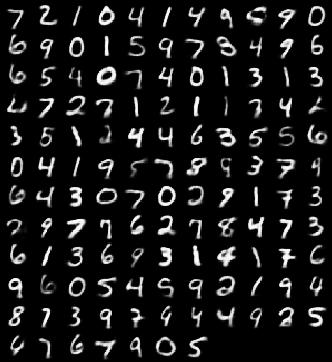 7 2 1 0 4 1 4 9 5 9 0
6 9 0 1 5 9 7 3 4 9 6
6 5 4 0 7 4 0 1 3 1 3
4 7 2 7 1 2 1 1 7 4 2
3 5 1 2 4 4 6 3 5 5 6
0 4 1 9 5 7 8 9 3 7 4
6 4 3 0 7 0 2 9 1 7 3
2 9 7 7 6 2 7 8 4 7 3
6 1 3 6 9 3 1 4 1 7 6
9 6 0 5 4 9 9 2 1 9 4
8 7 3 9 7 4 4 4 9 2 5
4 7 6 7 9 0 5